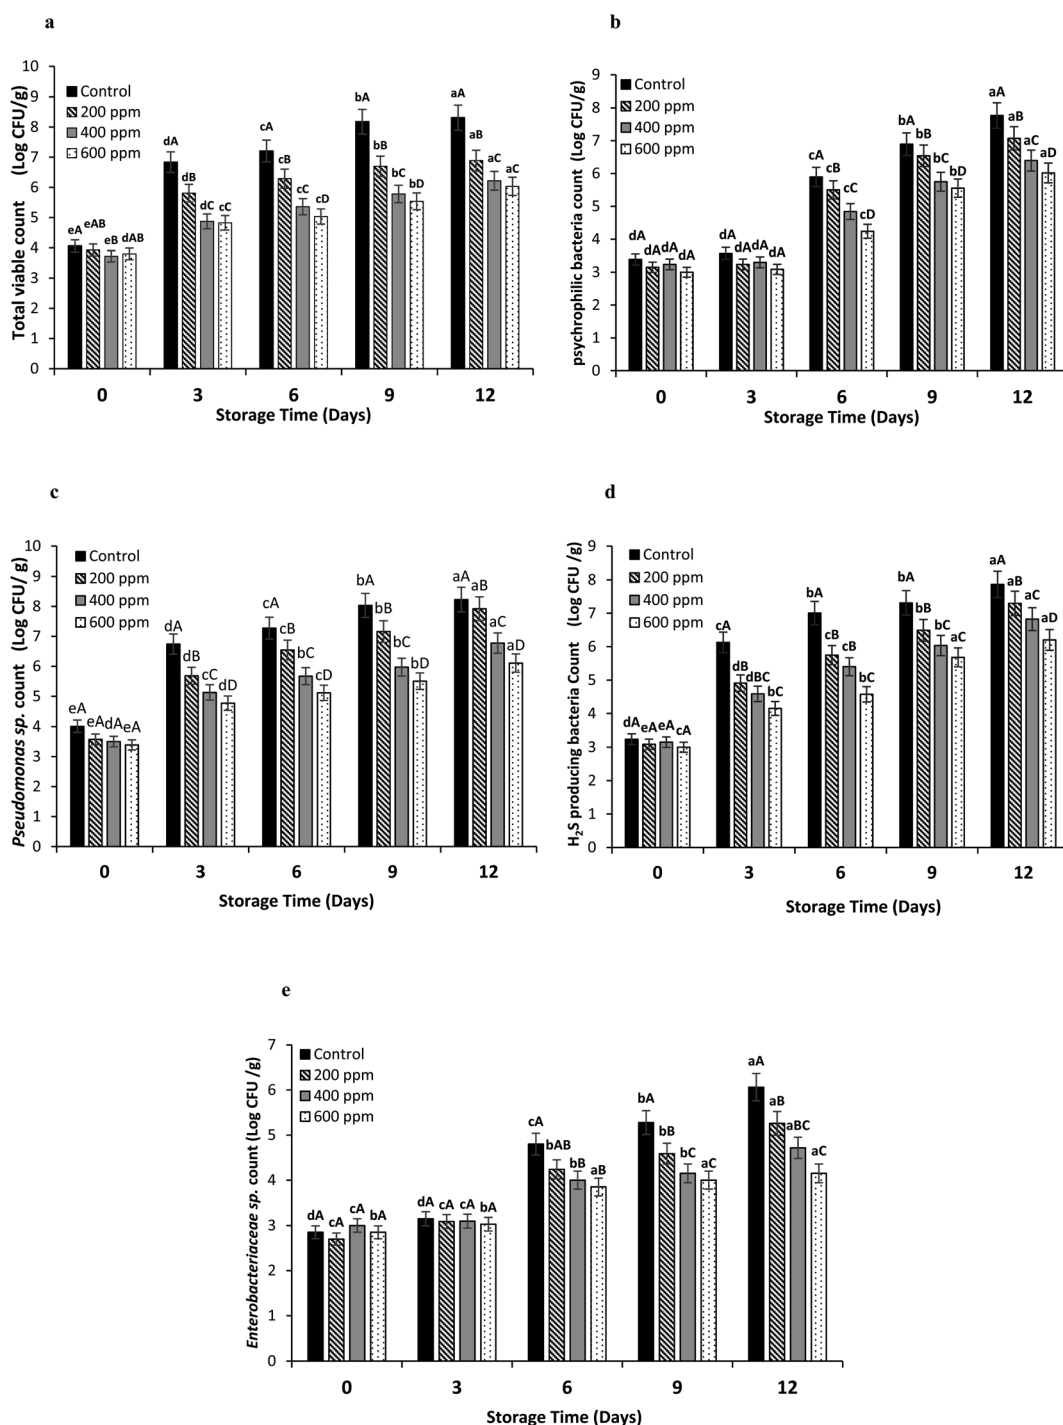 a
Total viable count (Log CFU/g)
10
9
8
7
6
5
4
3
2
1
0
Control
200 ppm
400 ppm
600 ppm
eA eAB eB dAB
dA dB dC cC
cA cB cC cD
bA bB bC bD
aA aB aC aC
0 3 6 9 12
Storage Time (Days)
b
psychrophilic bacteria count (Log CFU/g)
9
8
7
6
5
4
3
2
1
0
Control
200 ppm
400 ppm
600 ppm
dA dA dA dA
dA dA dA dA
cA cB cC cD
bA bB bC bD
aA aB aC aD
0 3 6 9 12
Storage Time (Days)
c
Pseudomonas sp. count (Log CFU/ g)
10
9
8
7
6
5
4
3
2
1
0
Control
200 ppm
400 ppm
600 ppm
eA eA dA eA
dA dB cC dD
cA cB bC cD
bA bB bC bD
aA aB aC aD
0 3 6 9 12
Storage Time (Days)
d
H₂S producing bacteria Count (Log CFU /g)
9
8
7
6
5
4
3
2
1
0
Control
200 ppm
400 ppm
600 ppm
dA eA eA cA
cA dB dBC bC
bA cB cB bC
bA bB bC aC
aA aB aC aD
0 3 6 9 12
Storage Time (Days)
e
Enterobacteriaceae sp. count (Log CFU /g)
7
6
5
4
3
2
1
0
Control
200 ppm
400 ppm
600 ppm
dA cA cA bA
dA cA cA bA
cA bAB bB aB
bA bB bC aC
aA aB aBC aC
0 3 6 9 12
Storage Time (Days)